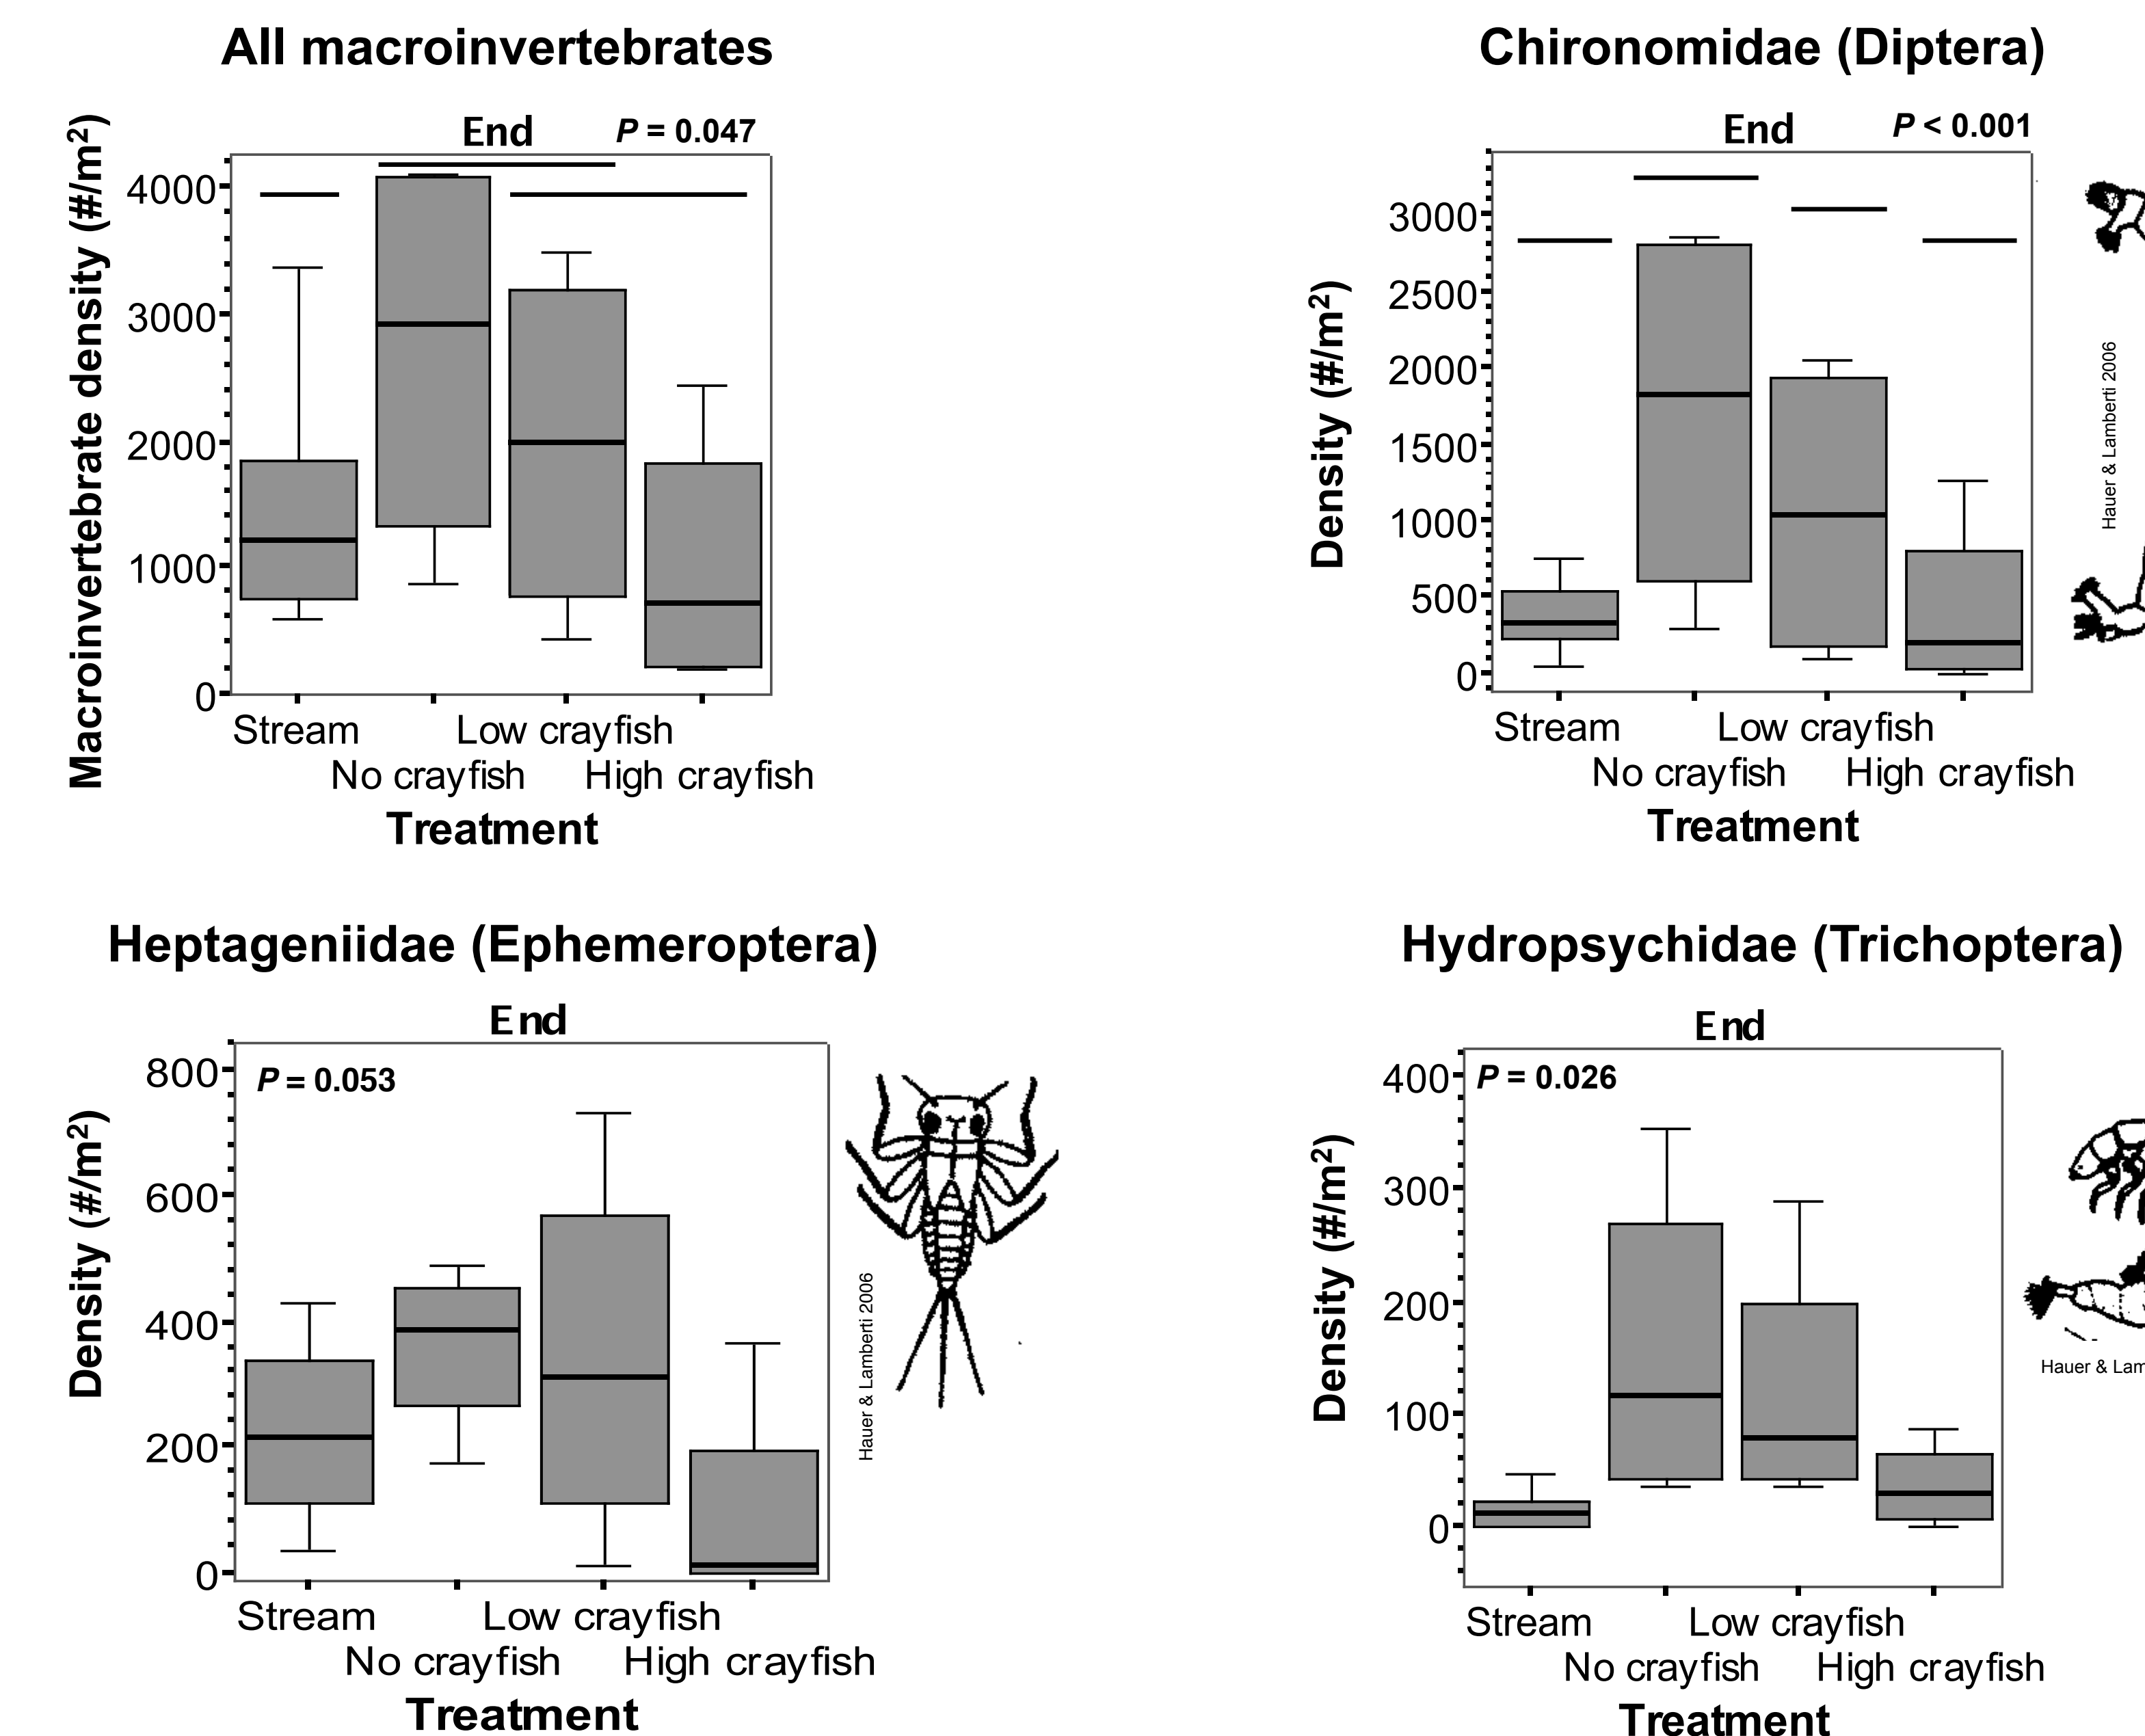 All macroinvertebrates
End
P = 0.047
Macroinvertebrate density (#/m²)
4000
3000
2000
1000
0
Stream
Low crayfish
No crayfish
High crayfish
Treatment
Chironomidae (Diptera)
End
P < 0.001
Density (#/m²)
3000
2500
2000
1500
1000
500
0
Hauer & Lamberti 2006
Stream
Low crayfish
No crayfish
High crayfish
Treatment
Heptageniidae (Ephemeroptera)
End
P = 0.053
Density (#/m²)
800
600
400
200
0
Hauer & Lamberti 2006
Stream
Low crayfish
No crayfish
High crayfish
Treatment
Hydropsychidae (Trichoptera)
End
P = 0.026
Density (#/m²)
400
300
200
100
0
Hauer & Lam
Stream
Low crayfish
No crayfish
High crayfish
Treatment